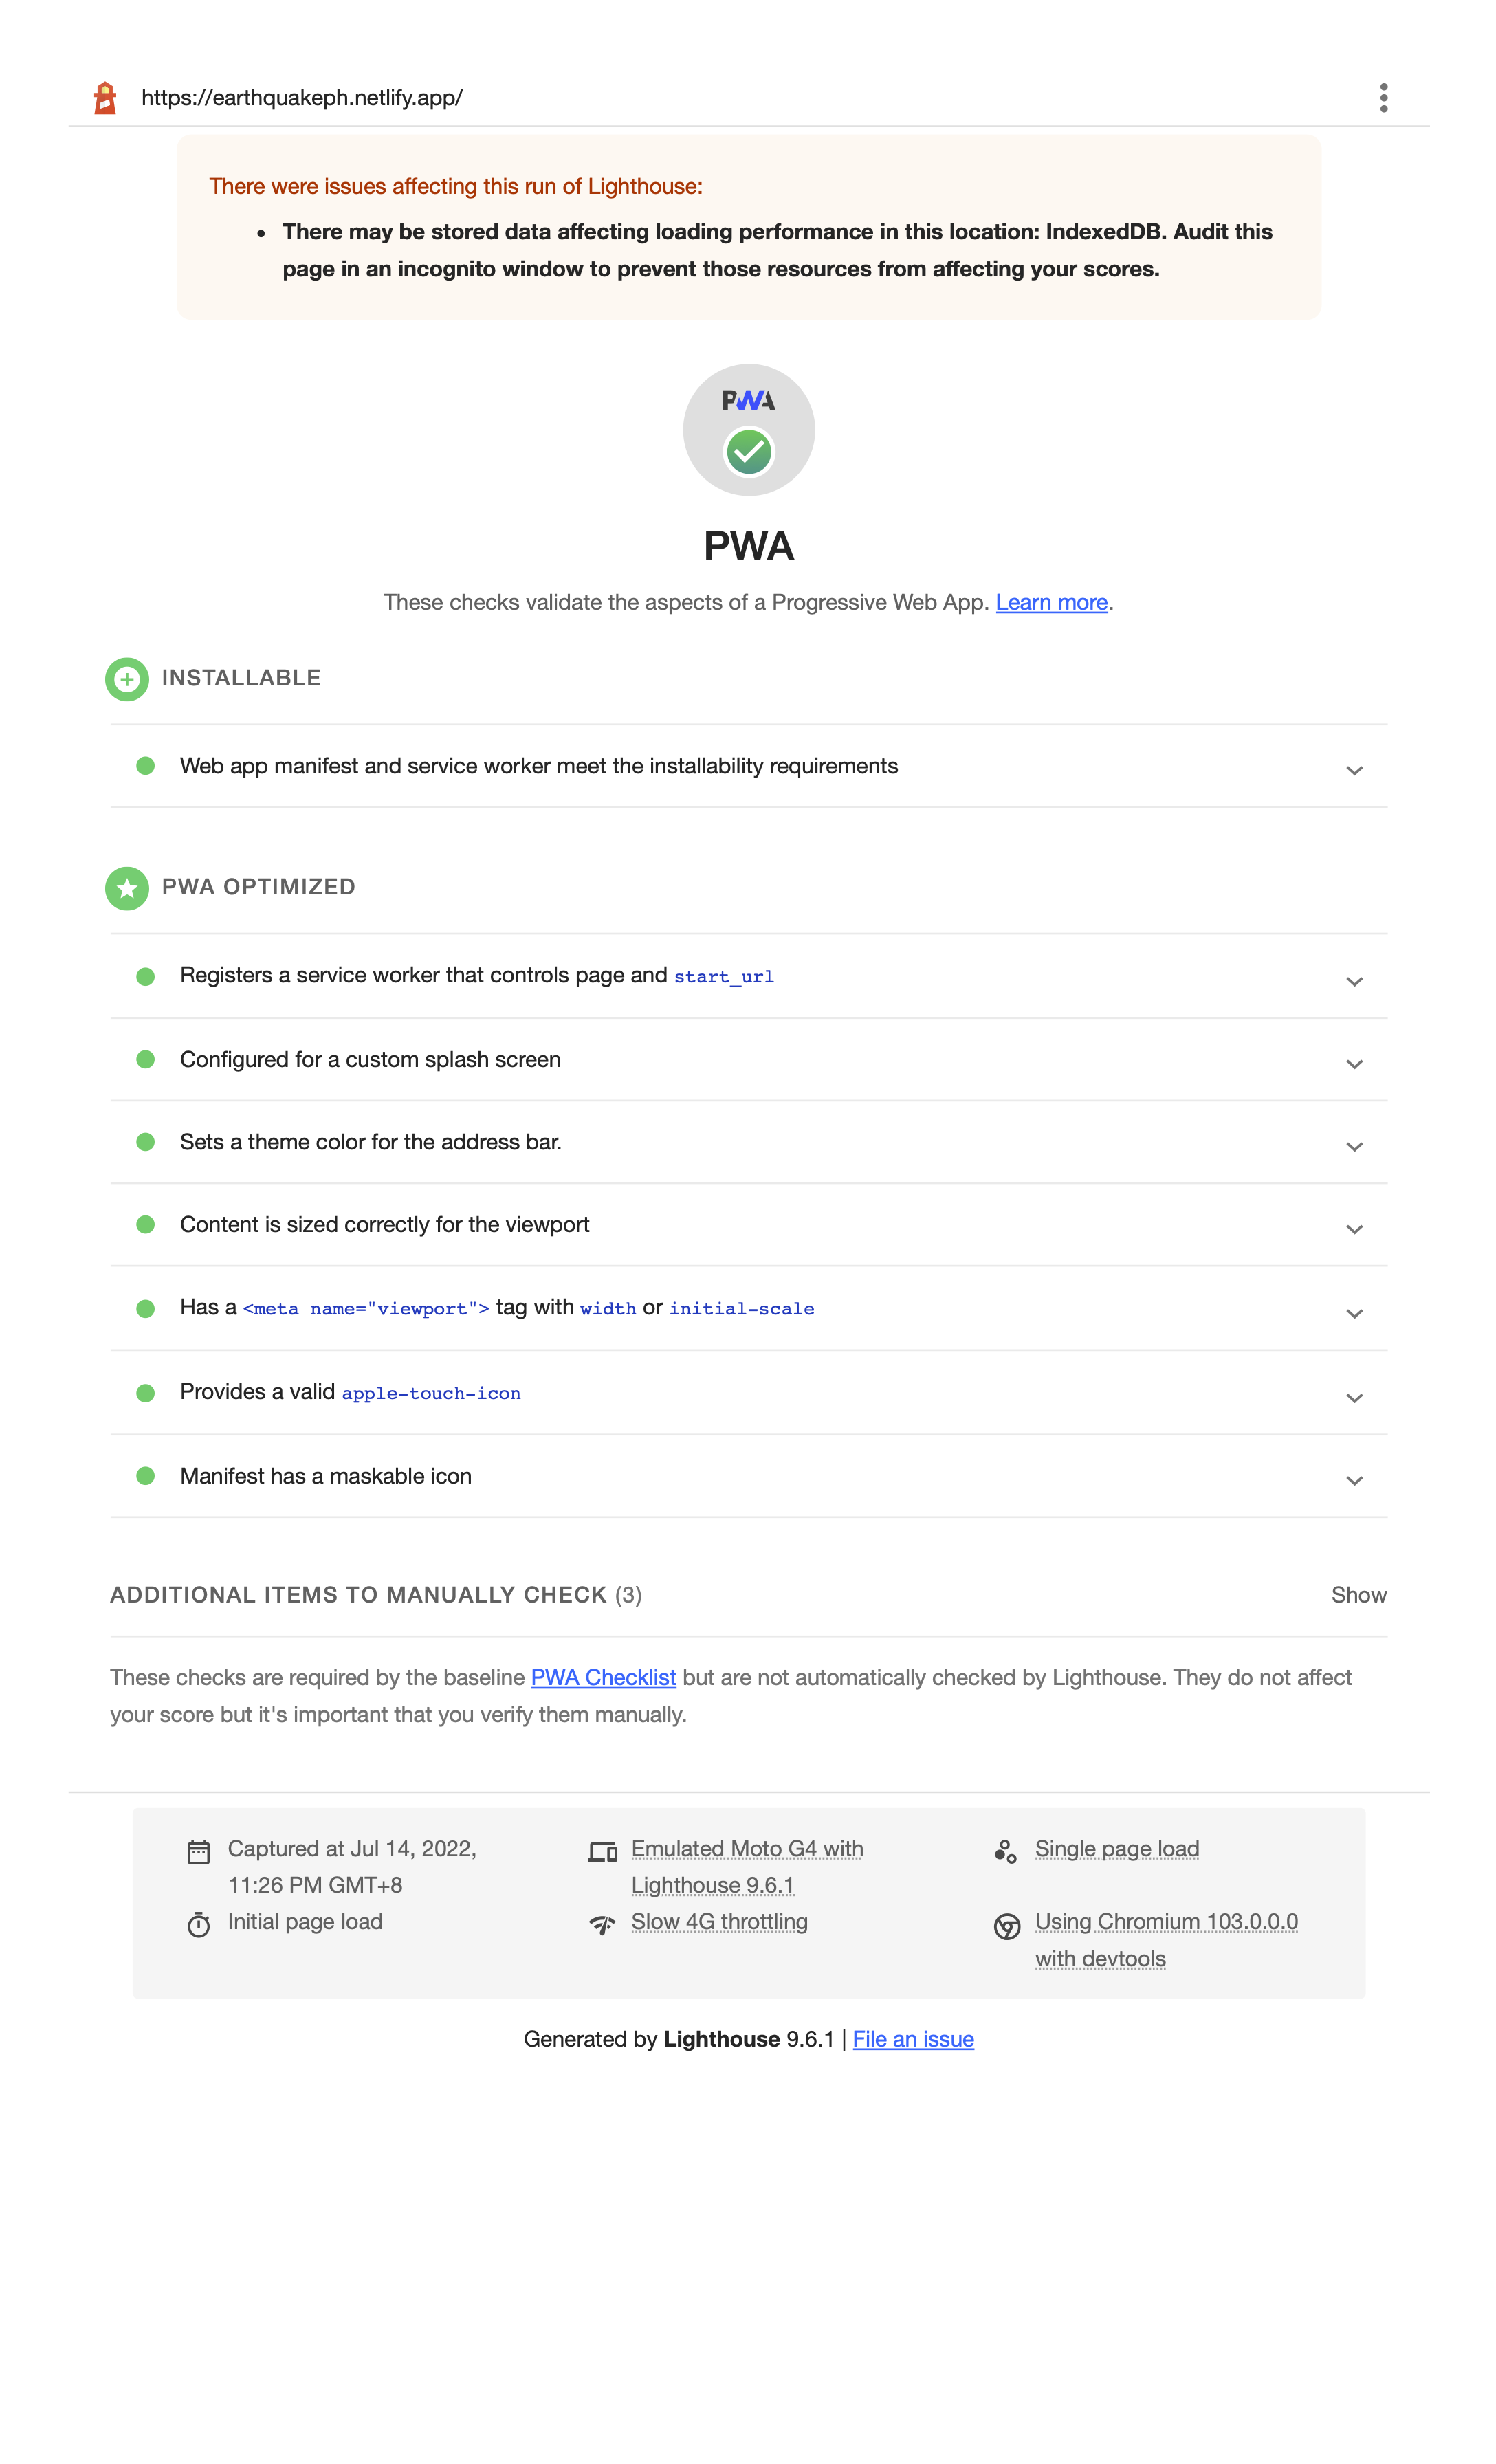 https://earthquakeph.netlify.app/
There were issues affecting this run of Lighthouse:
• There may be stored data affecting loading performance in this location: IndexedDB. Audit this
page in an incognito window to prevent those resources from affecting your scores.
PWA
PWA
These checks validate the aspects of a Progressive Web App. Learn more.
INSTALLABLE
Web app manifest and service worker meet the installability requirements
PWA OPTIMIZED
Registers a service worker that controls page and start_url
Configured for a custom splash screen
Sets a theme color for the address bar.
Content is sized correctly for the viewport
Has a <meta name="viewport"> tag with width or initial-scale
Provides a valid apple-touch-icon
Manifest has a maskable icon
ADDITIONAL ITEMS TO MANUALLY CHECK (3) Show
These checks are required by the baseline PWA Checklist but are not automatically checked by Lighthouse. They do not affect
your score but it's important that you verify them manually.
Captured at Jul 14, 2022,
11:26 PM GMT+8
Emulated Moto G4 with
Lighthouse 9.6.1
Single page load
Initial page load
Slow 4G throttling
Using Chromium 103.0.0.0
with devtools
Generated by Lighthouse 9.6.1 | File an issue